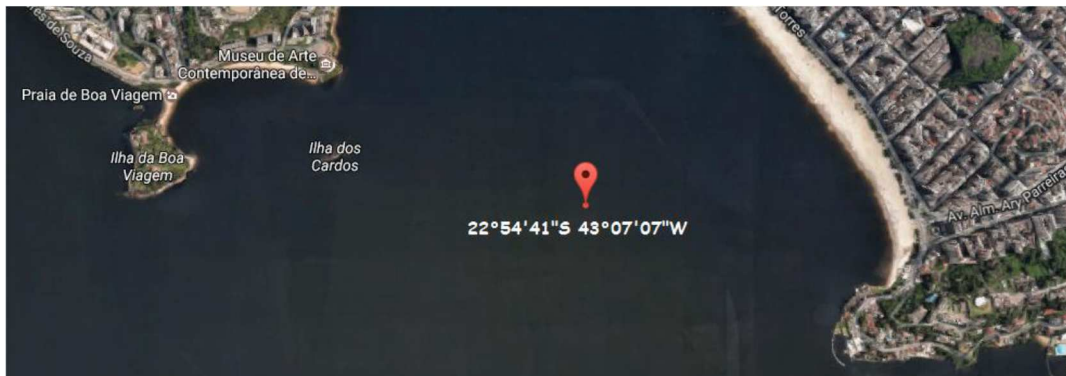 res de Souza
Museu de Arte
Contemporânea de...
Praia de Boa Viagem
Ilha da Boa
Viagem
Ilha dos
Cardos
Torres
22°54'41"S 43°07'07"W
Av. Alm. Ary Parreira